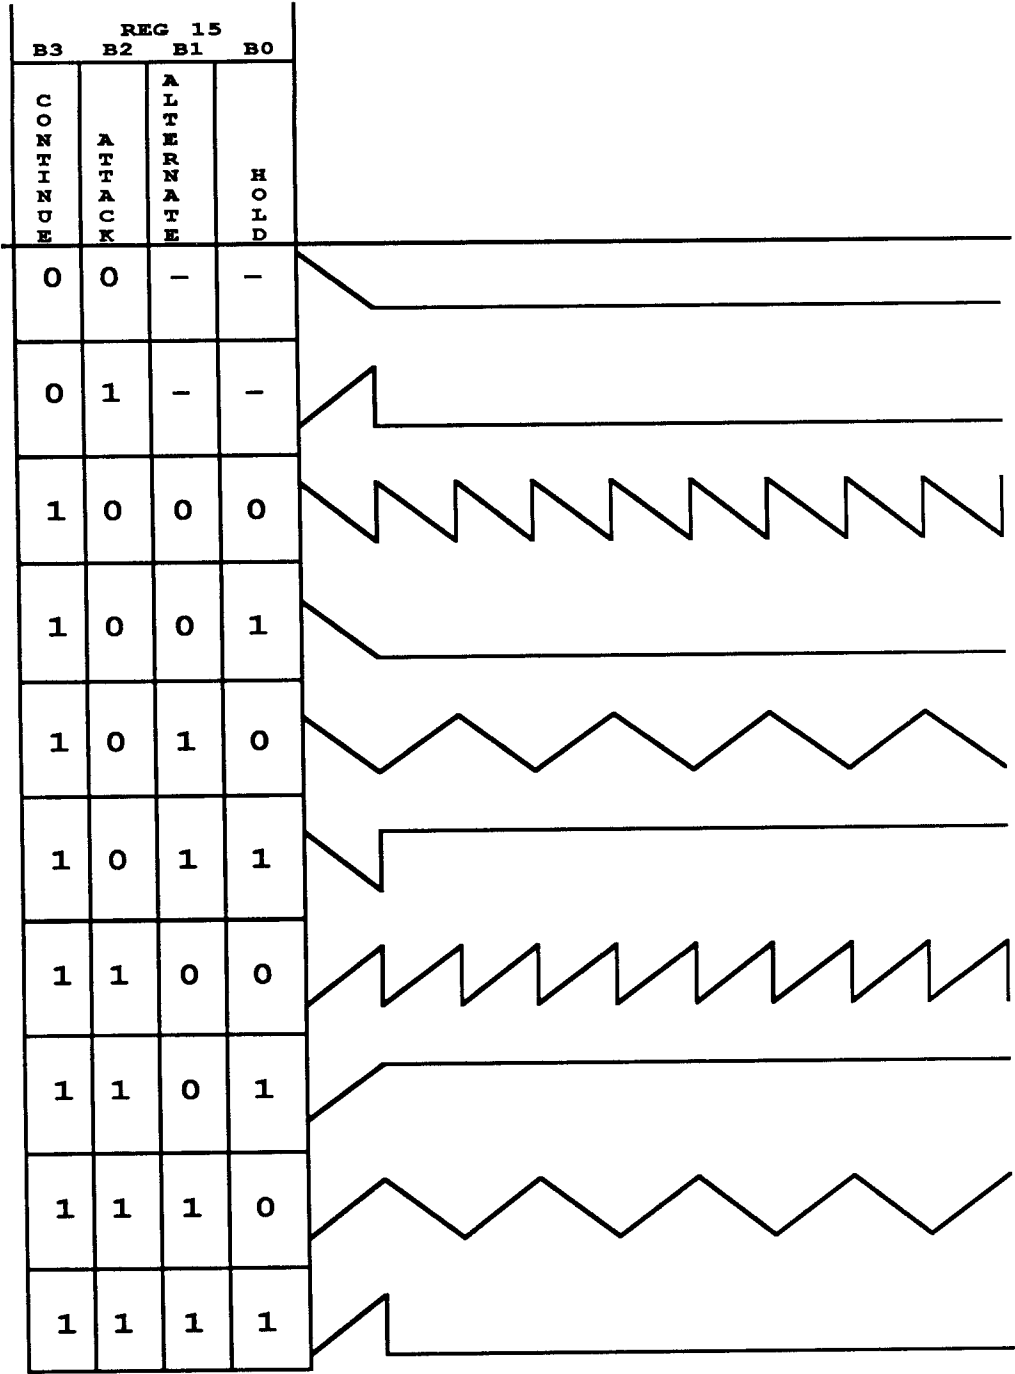 REG 15
B3 B2 B1 B0
CONTINUE ATTACK ALTERNATE HOLD
0 0 – –
0 1 – –
1 0 0 0
1 0 0 1
1 0 1 0
1 0 1 1
1 1 0 0
1 1 0 1
1 1 1 0
1 1 1 1